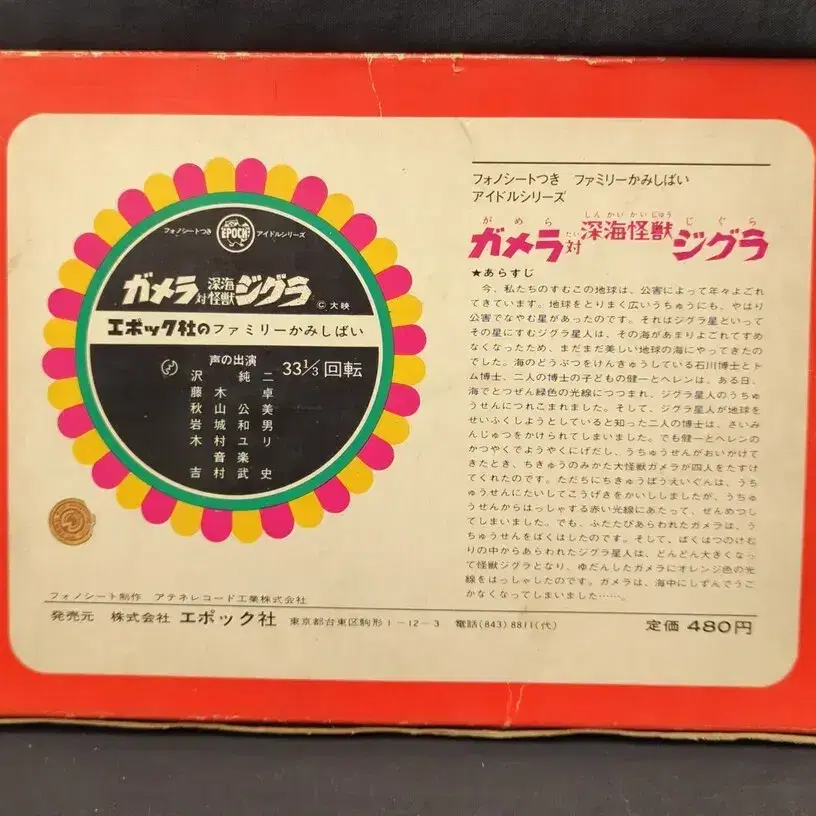 フォノシートつき
EPOCH
アイドルシリーズ
ガメラ対深海怪獣ジグラ
©大映
エポック社のファミリーかみしばい
声の出演
33⅓回転
沢純二
藤木卓
秋山公美
岩城和男
木村ユリ
音楽
吉村武史
フォノシートつき ファミリーかみしばい
アイドルシリーズ
がめら たい しんかいかいじゅう じぐら
ガメラ対深海怪獣ジグラ
★あらすじ
今、私たちのすむこの地球は、公害によって年々よごれ
てきています。地球をとりまく広いうちゅうにも、やはり
公害でなやむ星があったのです。それはジグラ星といって
その星にすむジグラ星人は、その海があまりよごれてすめ
なくなったため、まだまだ美しい地球の海にやってきたの
でした。海のどうぶつをけんきゅうしている石川博士とト
ム博士、二人の博士の子どもの健一とヘレンは、ある日、
海でとつぜん緑色の光線につつまれ、ジグラ星人のうちゅ
うせんにつれこまれました。そして、ジグラ星人が地球を
せいふくしようとしていると知った二人の博士は、さいみ
んじゅつをかけられてしまいました。でも健一とヘレンの
かつやくでようやくにげだし、うちゅうせんがおいかけて
きたとき、ちきゅうのみかた大怪獣ガメラが四人をたすけ
てくれたのです。ただちにちきゅうぼうえいぐんは、うち
ゅうせんにたいしてこうげきをかいししましたが、うちゅ
うせんからはっしゃする赤い光線にあたって、ぜんめつし
てしまいました。でも、ふたたびあらわれたガメラは、う
ちゅうせんをばくはしたのです。そして、ばくはつのけむ
りの中からあらわれたジグラ星人は、どんどん大きくなっ
て怪獣ジグラとなり、ゆだんしたガメラにオレンジ色の光
線をはっしゃしたのです。ガメラは、海中にしずんでうご
かなくなってしまいました……。
フォノシート制作 アテネレコード工業株式会社
発売元 株式会社 エポック社 東京都台東区駒形1-12-3 電話(843)8811(代)
定価 480円